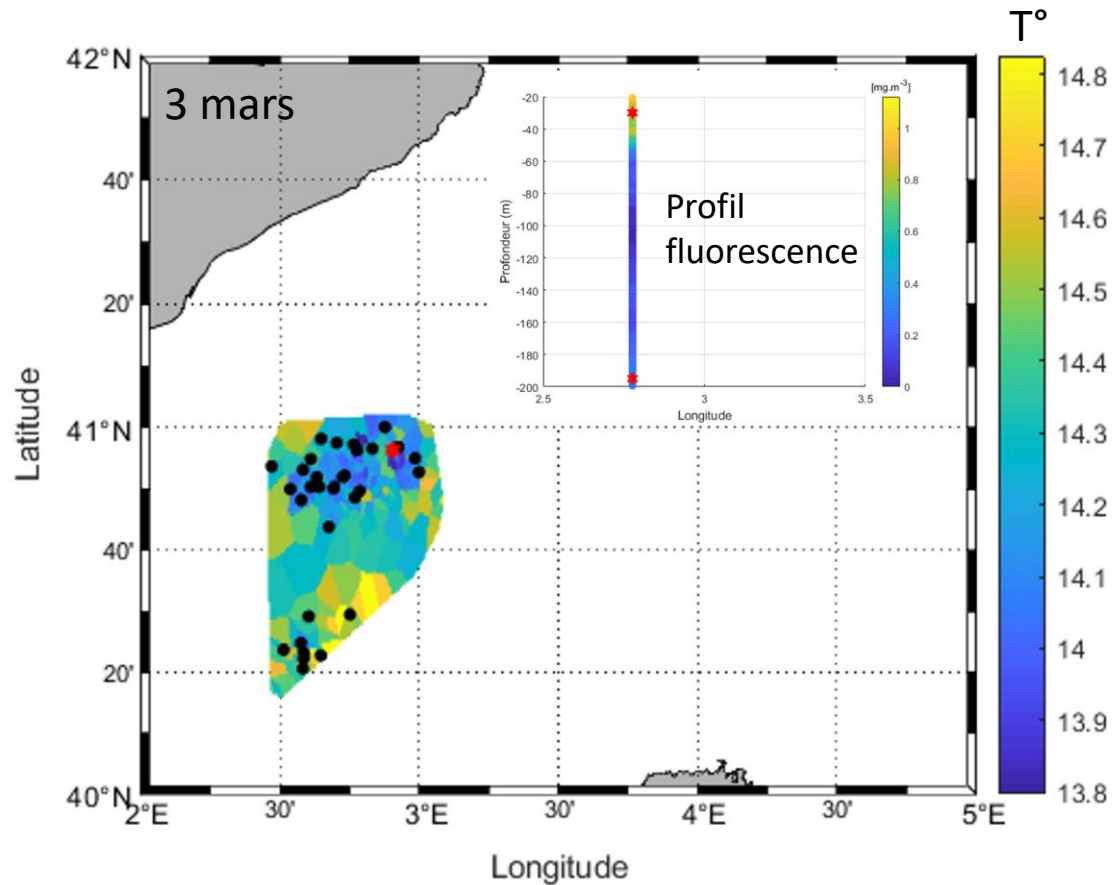 T°
42°N
3 mars
40'
20'
41°N
40'
20'
40°N
Latitude
2°E
30'
3°E
30'
4°E
30'
5°E
Longitude
-20
-40
-60
-80
-100
-120
-140
-160
-180
-200
Profondeur (m)
2.5
3
3.5
Longitude
Profil
fluorescence
[mg.m⁻³]
1
0.8
0.6
0.4
0.2
0
14.8
14.7
14.6
14.5
14.4
14.3
14.2
14.1
14
13.9
13.8